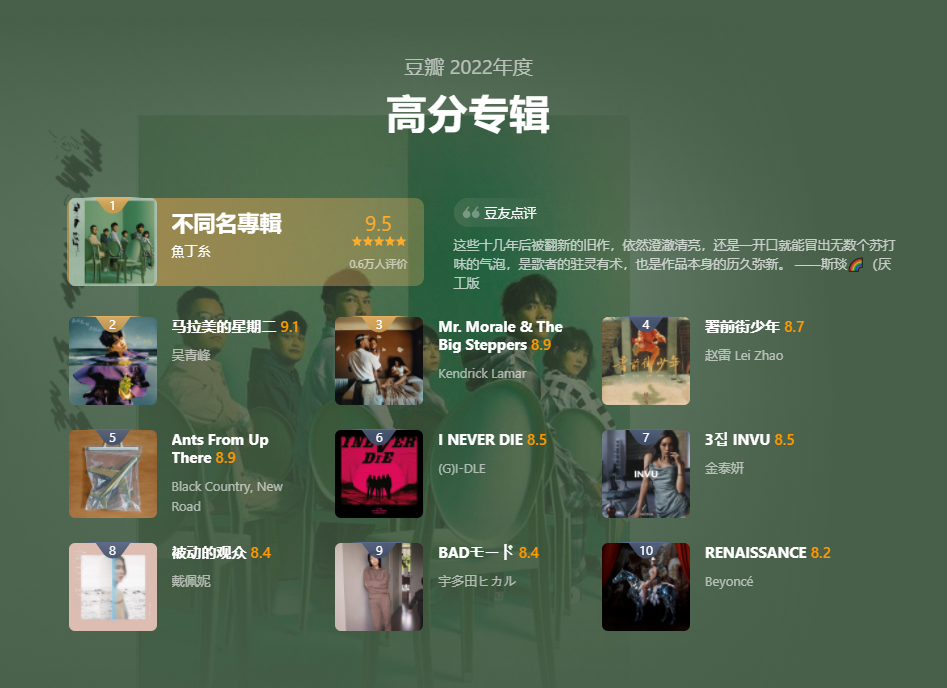 豆瓣 2022年度
高分专辑
1
不同名專輯
魚丁糸
9.5
0.6万人评价
豆友点评
这些十几年后被翻新的旧作，依然澄澈清亮，还是一开口就能冒出无数个苏打
味的气泡，是歌者的驻灵有术，也是作品本身的历久弥新。 ——斯琰🌈（厌
工版
2
马拉美的星期二 9.1
吴青峰
3
Mr. Morale & The
Big Steppers 8.9
Kendrick Lamar
4
署前街少年 8.7
赵雷 Lei Zhao
署前街少年
5
Ants From Up
There 8.9
Black Country, New
Road
6
I NEVER DIE 8.5
(G)I-DLE
I NEVER
DIE
7
3집 INVU 8.5
金泰妍
INVU
8
被动的观众 8.4
戴佩妮
9
BADモード 8.4
宇多田ヒカル
10
RENAISSANCE 8.2
Beyoncé